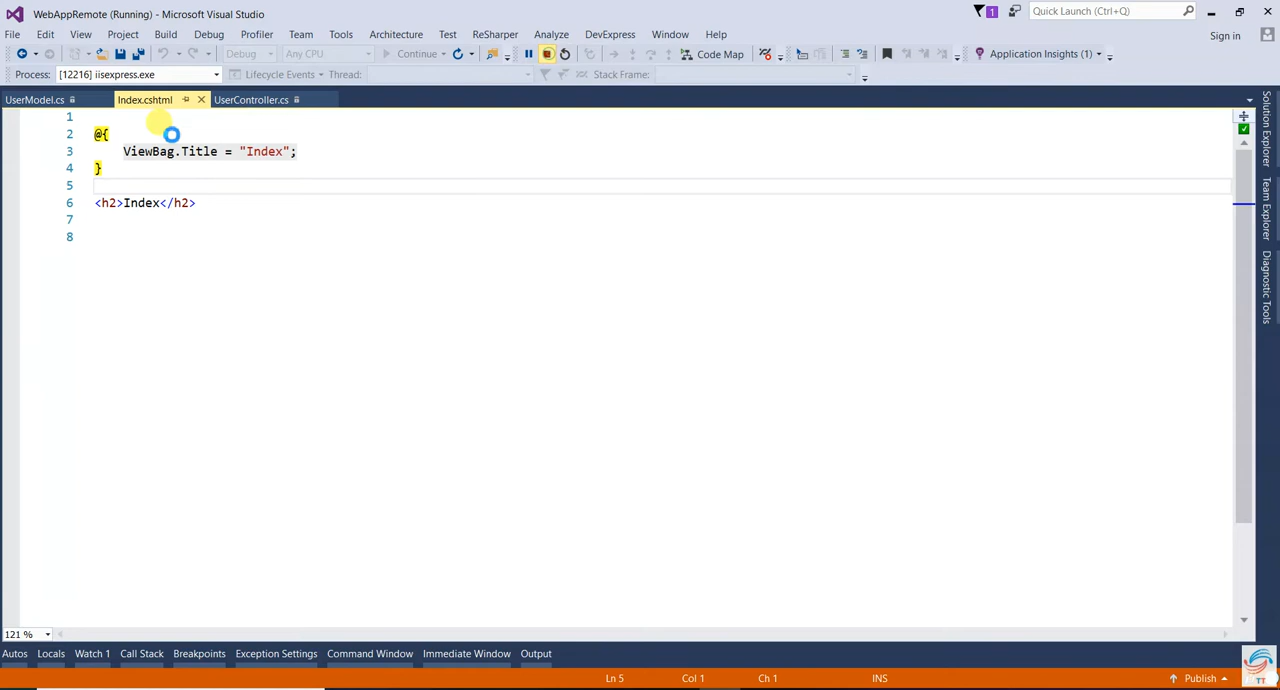 WebAppRemote (Running) - Microsoft Visual Studio
1
Quick Launch (Ctrl+Q)
File Edit View Project Build Debug Profiler Team Tools Architecture Test ReSharper DevExpress Analyze Window Help
Sign in
Debug Any CPU Continue Code Map Application Insights (1)
Process: [12216] iisexpress.exe Lifecycle Events Thread: Stack Frame:
UserModel.cs Index.cshtml UserController.cs
1
2 @{
3 ViewBag.Title = "Index";
4 }
5
6 <h2>Index</h2>
7
8
Solution Explorer
Team Explorer
Diagnostic Tools
121 %
Autos Locals Watch 1 Call Stack Breakpoints Exception Settings Command Window Immediate Window Output
Ln 5 Col 1 Ch 1 INS Publish
TT